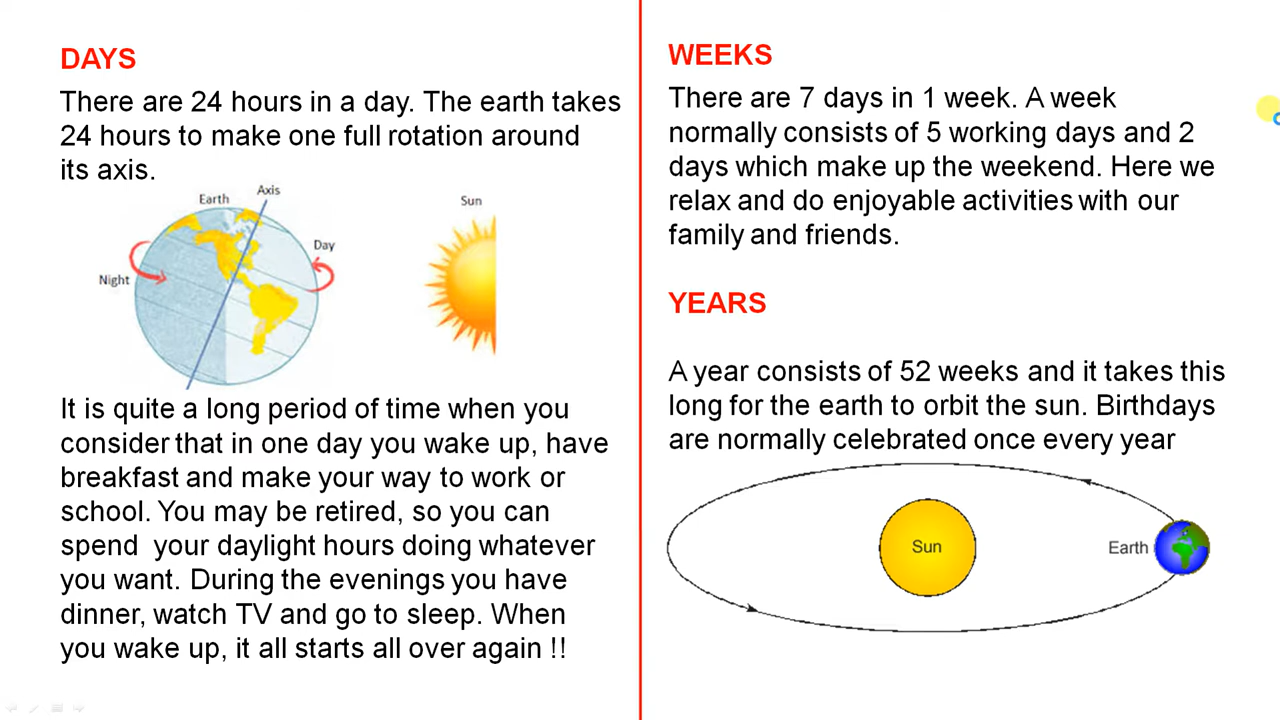 DAYS
There are 24 hours in a day. The earth takes
24 hours to make one full rotation around
its axis.
Earth
Axis
Sun
Day
Night
It is quite a long period of time when you
consider that in one day you wake up, have
breakfast and make your way to work or
school. You may be retired, so you can
spend your daylight hours doing whatever
you want. During the evenings you have
dinner, watch TV and go to sleep. When
you wake up, it all starts all over again !!
WEEKS
There are 7 days in 1 week. A week
normally consists of 5 working days and 2
days which make up the weekend. Here we
relax and do enjoyable activities with our
family and friends.
YEARS
A year consists of 52 weeks and it takes this
long for the earth to orbit the sun. Birthdays
are normally celebrated once every year
Sun
Earth